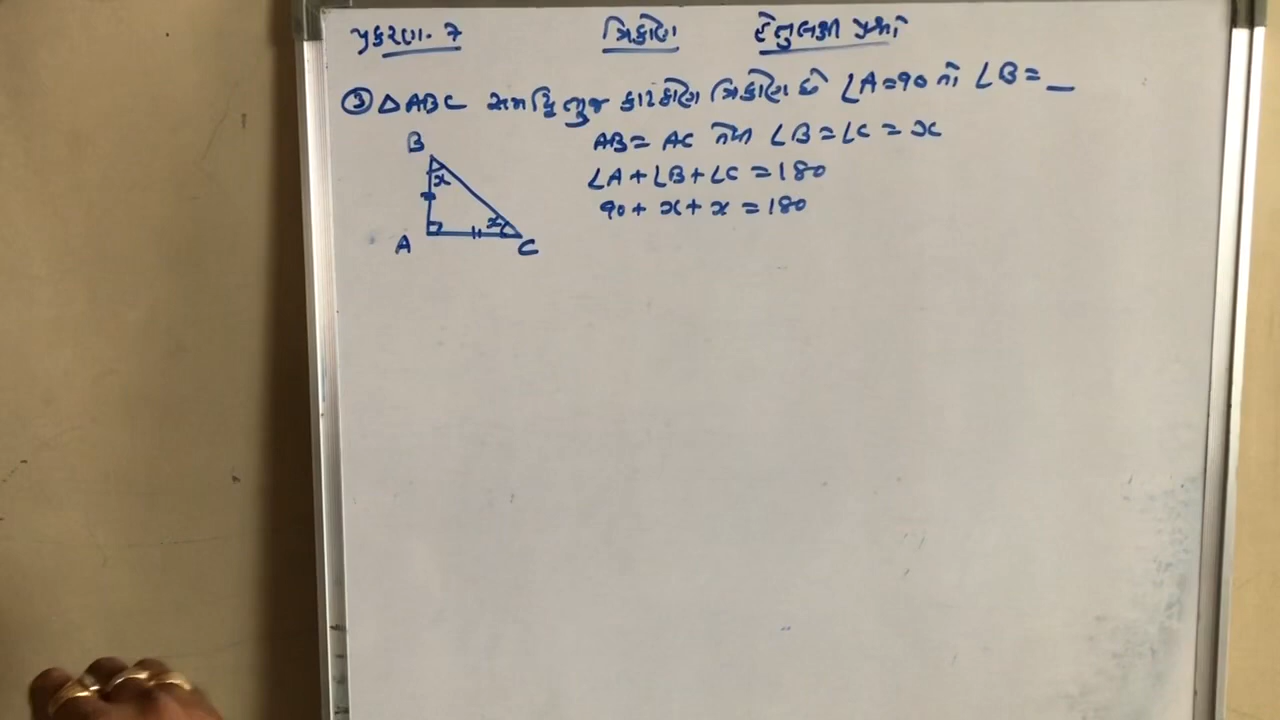 પ્રકરણ. 7 ત્રિકોણ હેતુલક્ષી પ્રશ્નો
③ △ABC સમદ્વિભુજ કાટકોણ ત્રિકોણ છે ∠A=90 તો ∠B= _
AB = AC તેથી ∠B = ∠C = x
∠A + ∠B + ∠C = 180
90 + x + x = 180
B
x
x
A
C